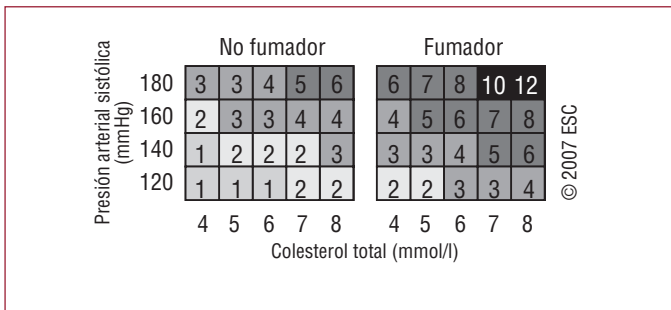 No fumador Fumador
Presión arterial sistólica
(mmHg)
180 3 3 4 5 6 6 7 8 10 12
160 2 3 3 4 4 4 5 6 7 8
140 1 2 2 2 3 3 3 4 5 6
120 1 1 1 2 2 2 2 3 3 4
4 5 6 7 8 4 5 6 7 8
Colesterol total (mmol/l)
© 2007 ESC